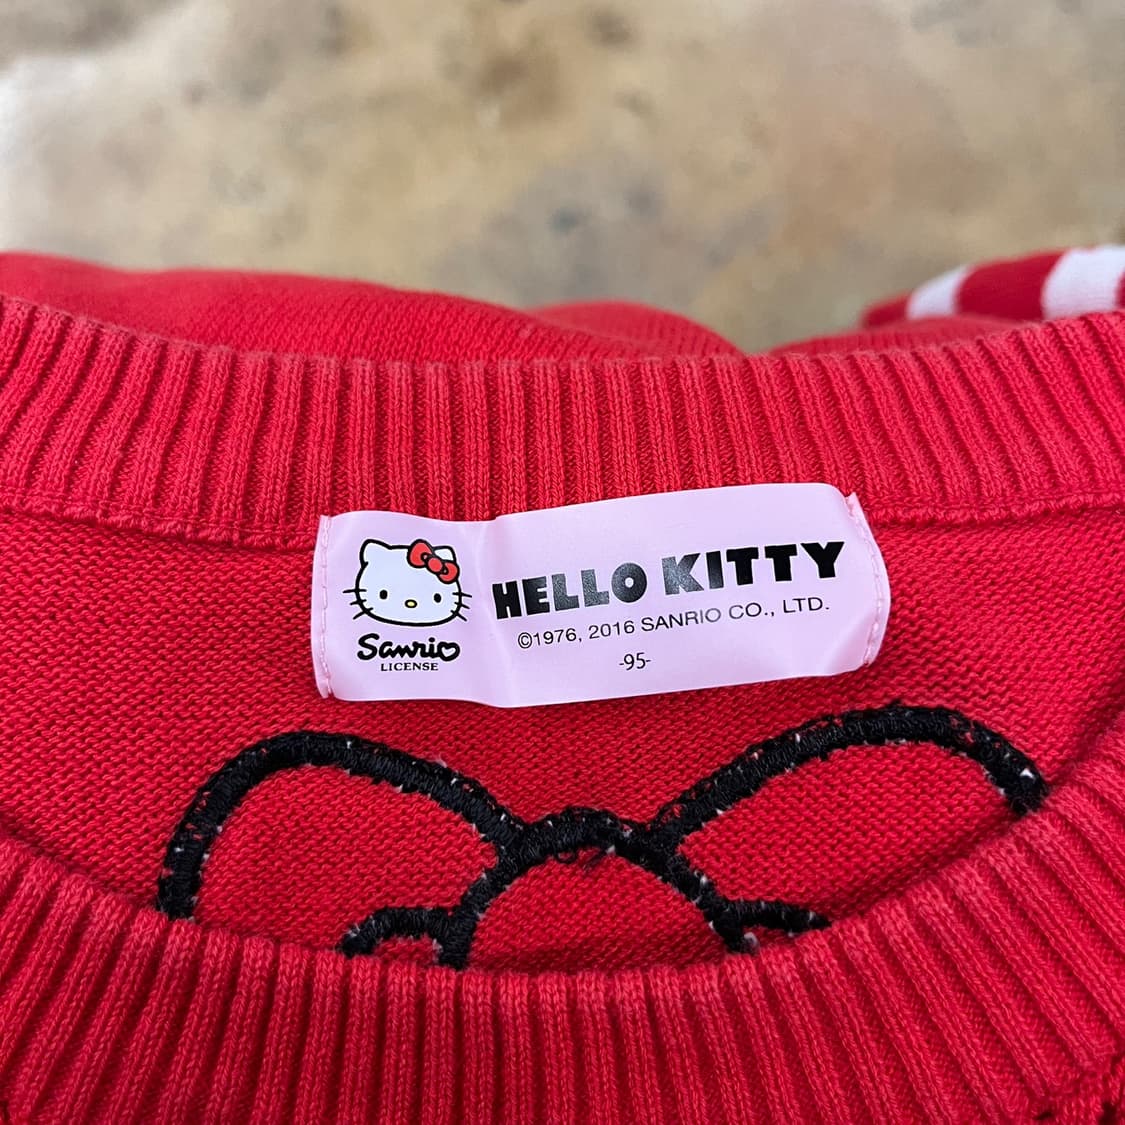 Sanrio
LICENSE
HELLO KITTY
©1976, 2016 SANRIO CO., LTD.
-95-